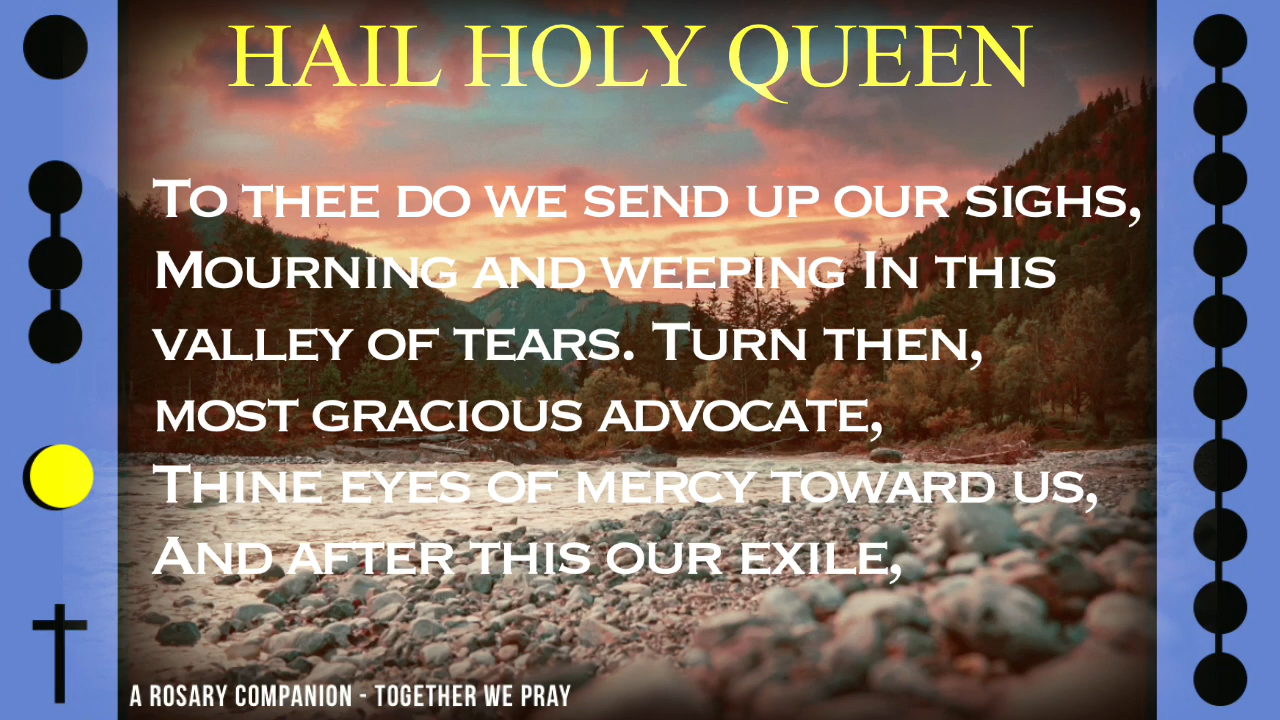 HAIL HOLY QUEEN
To thee do we send up our sighs,
Mourning and weeping In this
valley of tears. Turn then,
most gracious advocate,
Thine eyes of mercy toward us,
And after this our exile,
A ROSARY COMPANION - TOGETHER WE PRAY